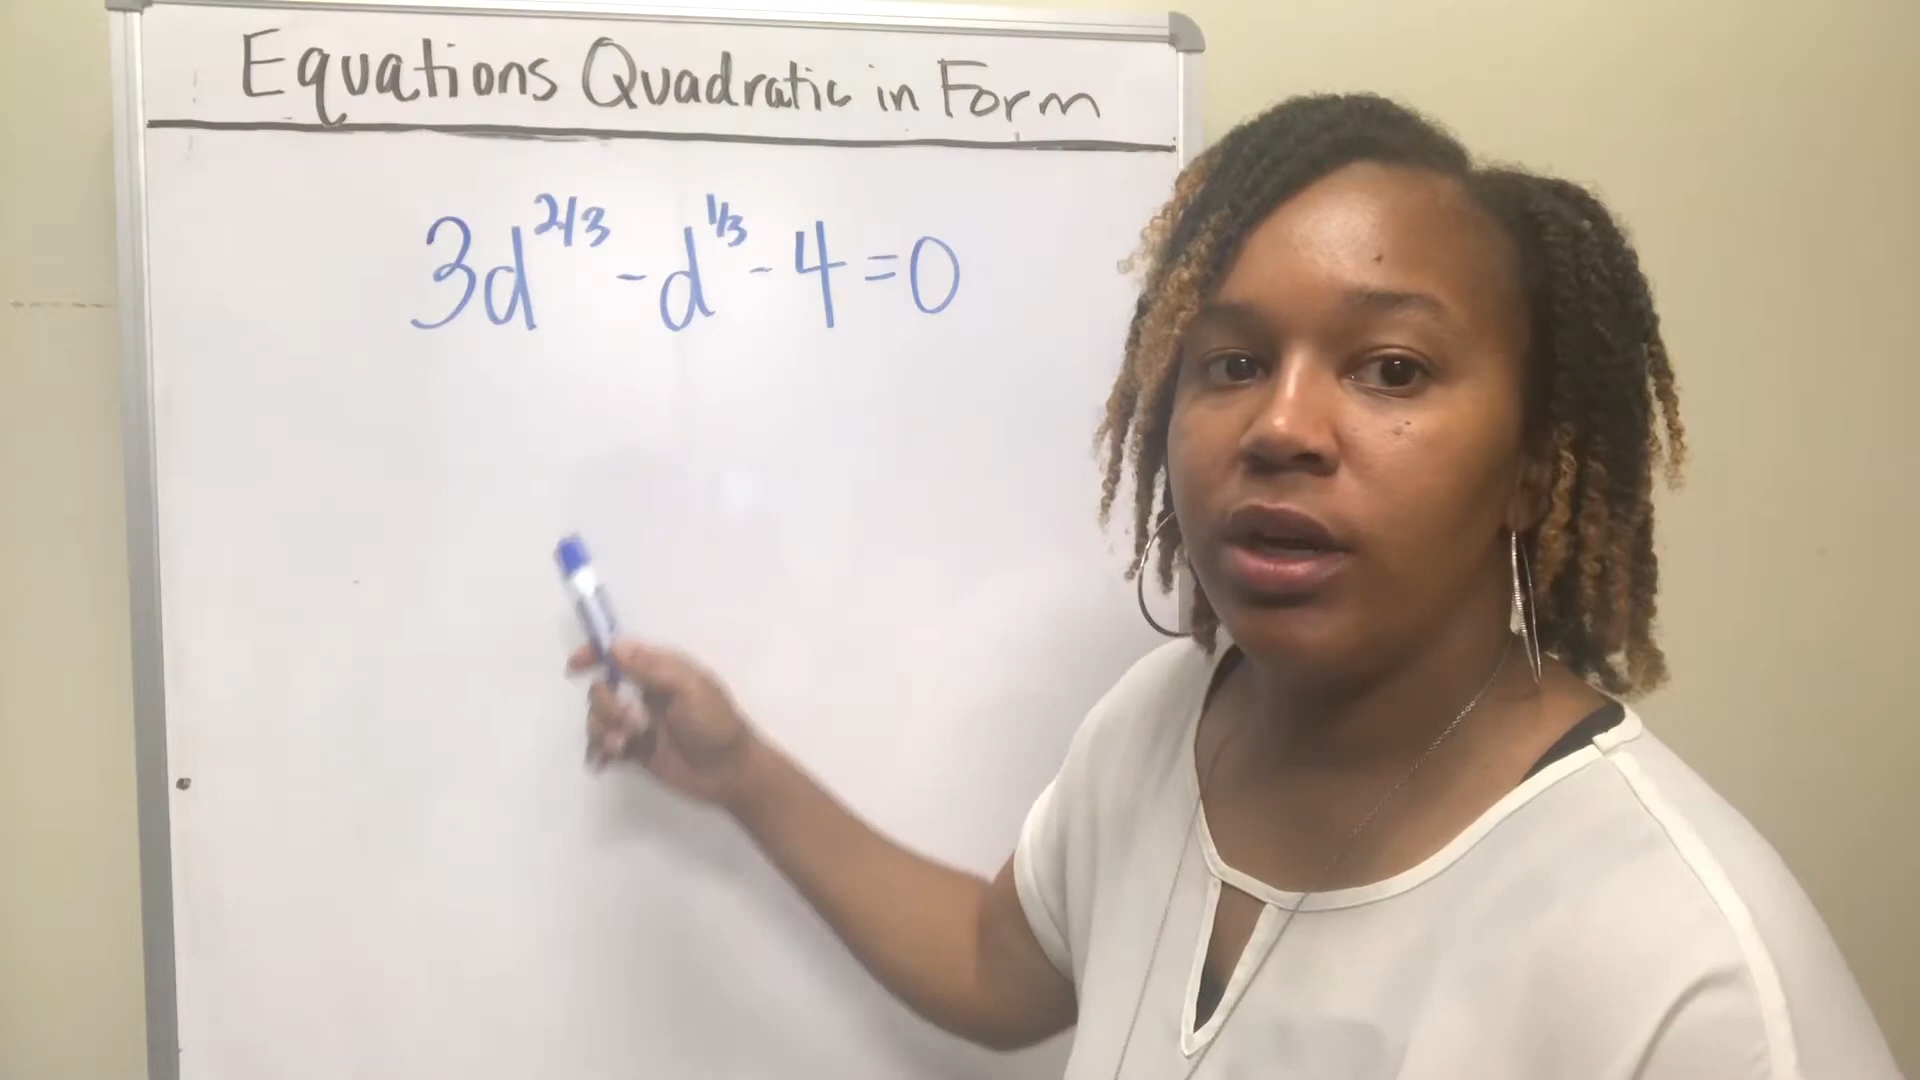 Equations Quadratic in Form
3d^{2/3} - d^{1/3} - 4 = 0